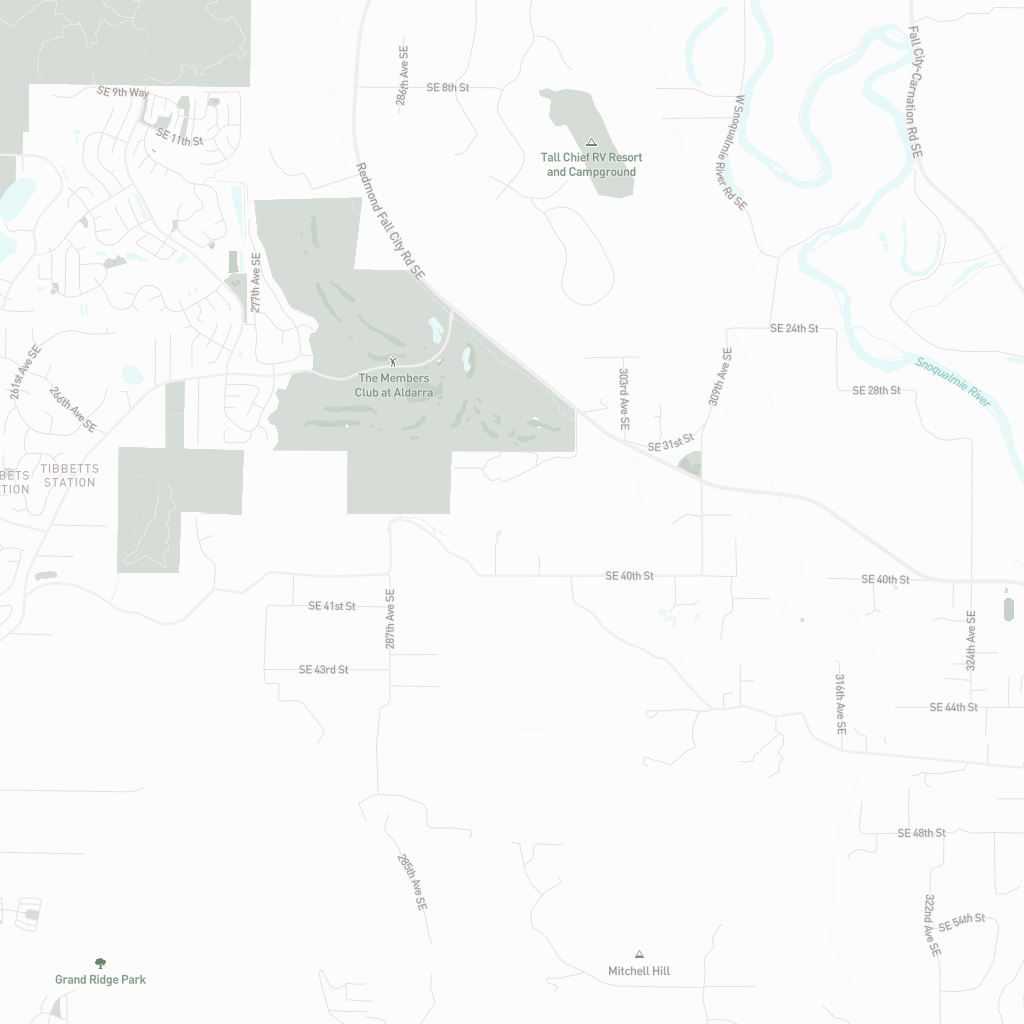 286th Ave SE
SE 8th St
Fall City-Carnation Rd SE
SE 9th Way
SE 11th St
W Snoqualmie River Rd SE
Tall Chief RV Resort
and Campground
Redmond Fall City Rd SE
277th Ave SE
SE 24th St
Snoqualmie River
261st Ave SE
266th Ave SE
The Members
Club at Aldarra
303rd Ave SE
309th Ave SE
SE 28th St
SE 31st St
TIBBETTS
STATION
BETS
TION
SE 40th St
SE 40th St
SE 41st St
287th Ave SE
324th Ave SE
SE 43rd St
316th Ave SE
SE 44th St
SE 48th St
285th Ave SE
322nd Ave SE
SE 54th St
Grand Ridge Park
Mitchell Hill